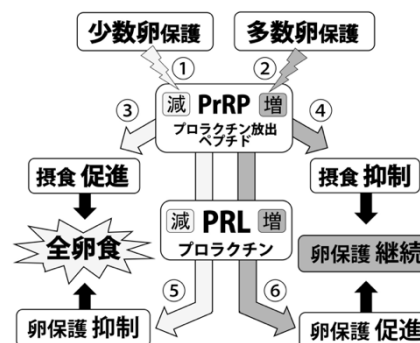 少数卵保護
多数卵保護
①
②
③
減 PrRP 増
④
プロラクチン放出
ペプチド
摂食 促進
摂食 抑制
減 PRL 増
プロラクチン
全卵食
卵保護 継続
⑤
⑥
卵保護 抑制
卵保護 促進